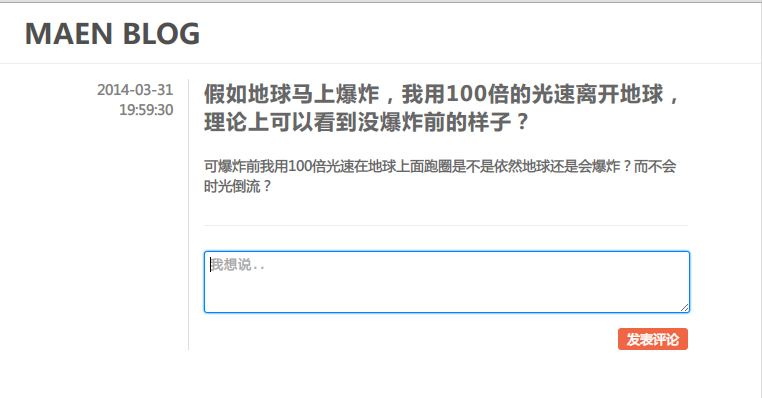 MAEN BLOG
2014-03-31
19:59:30
假如地球马上爆炸，我用100倍的光速离开地球，
理论上可以看到没爆炸前的样子？
可爆炸前我用100倍光速在地球上面跑圈是不是依然地球还是会爆炸？而不会
时光倒流？
我想说..
发表评论